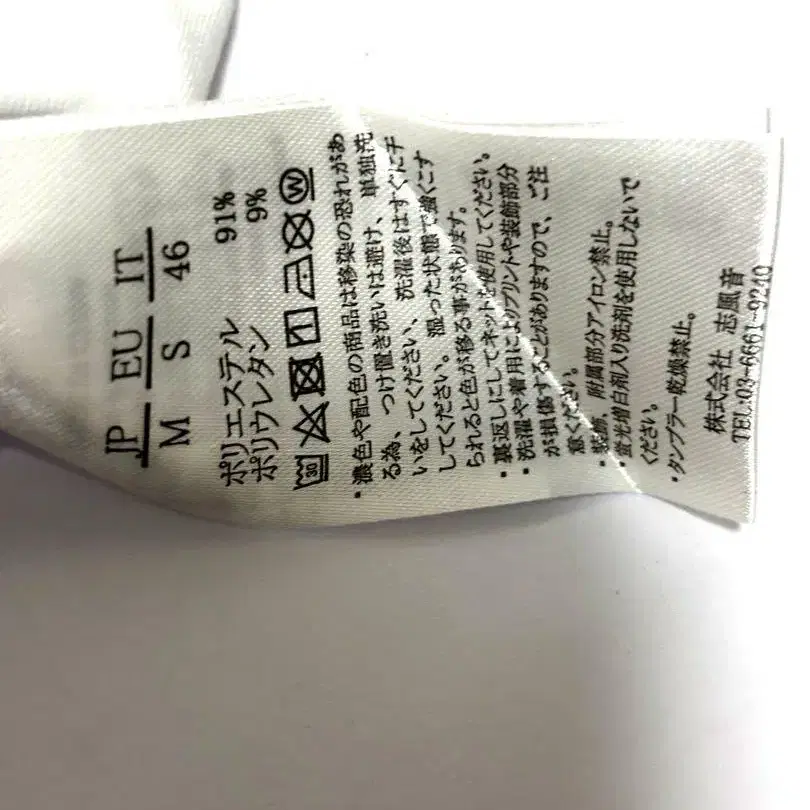 JP EU IT
M S 46
ポリエステル 91%
ポリウレタン 9%
30 W
・濃色や配色の商品は移染の恐れがあ
る為、つけ置き洗いは避け、単独洗
いをしてください、洗濯後はすぐに干
してください。湿った状態で強くこす
られると色が移る事があります。
・裏返しにしてネットを使用してください。
・洗濯や着用によりプリントや装飾部分
が損傷することがありますので、ご注
意ください。
・装飾、附属部分アイロン禁止。
・蛍光増白剤入り洗剤を使用しないで
ください。
・タンブラー乾燥禁止。
株式会社 志風音
TEL:03-6661-9240